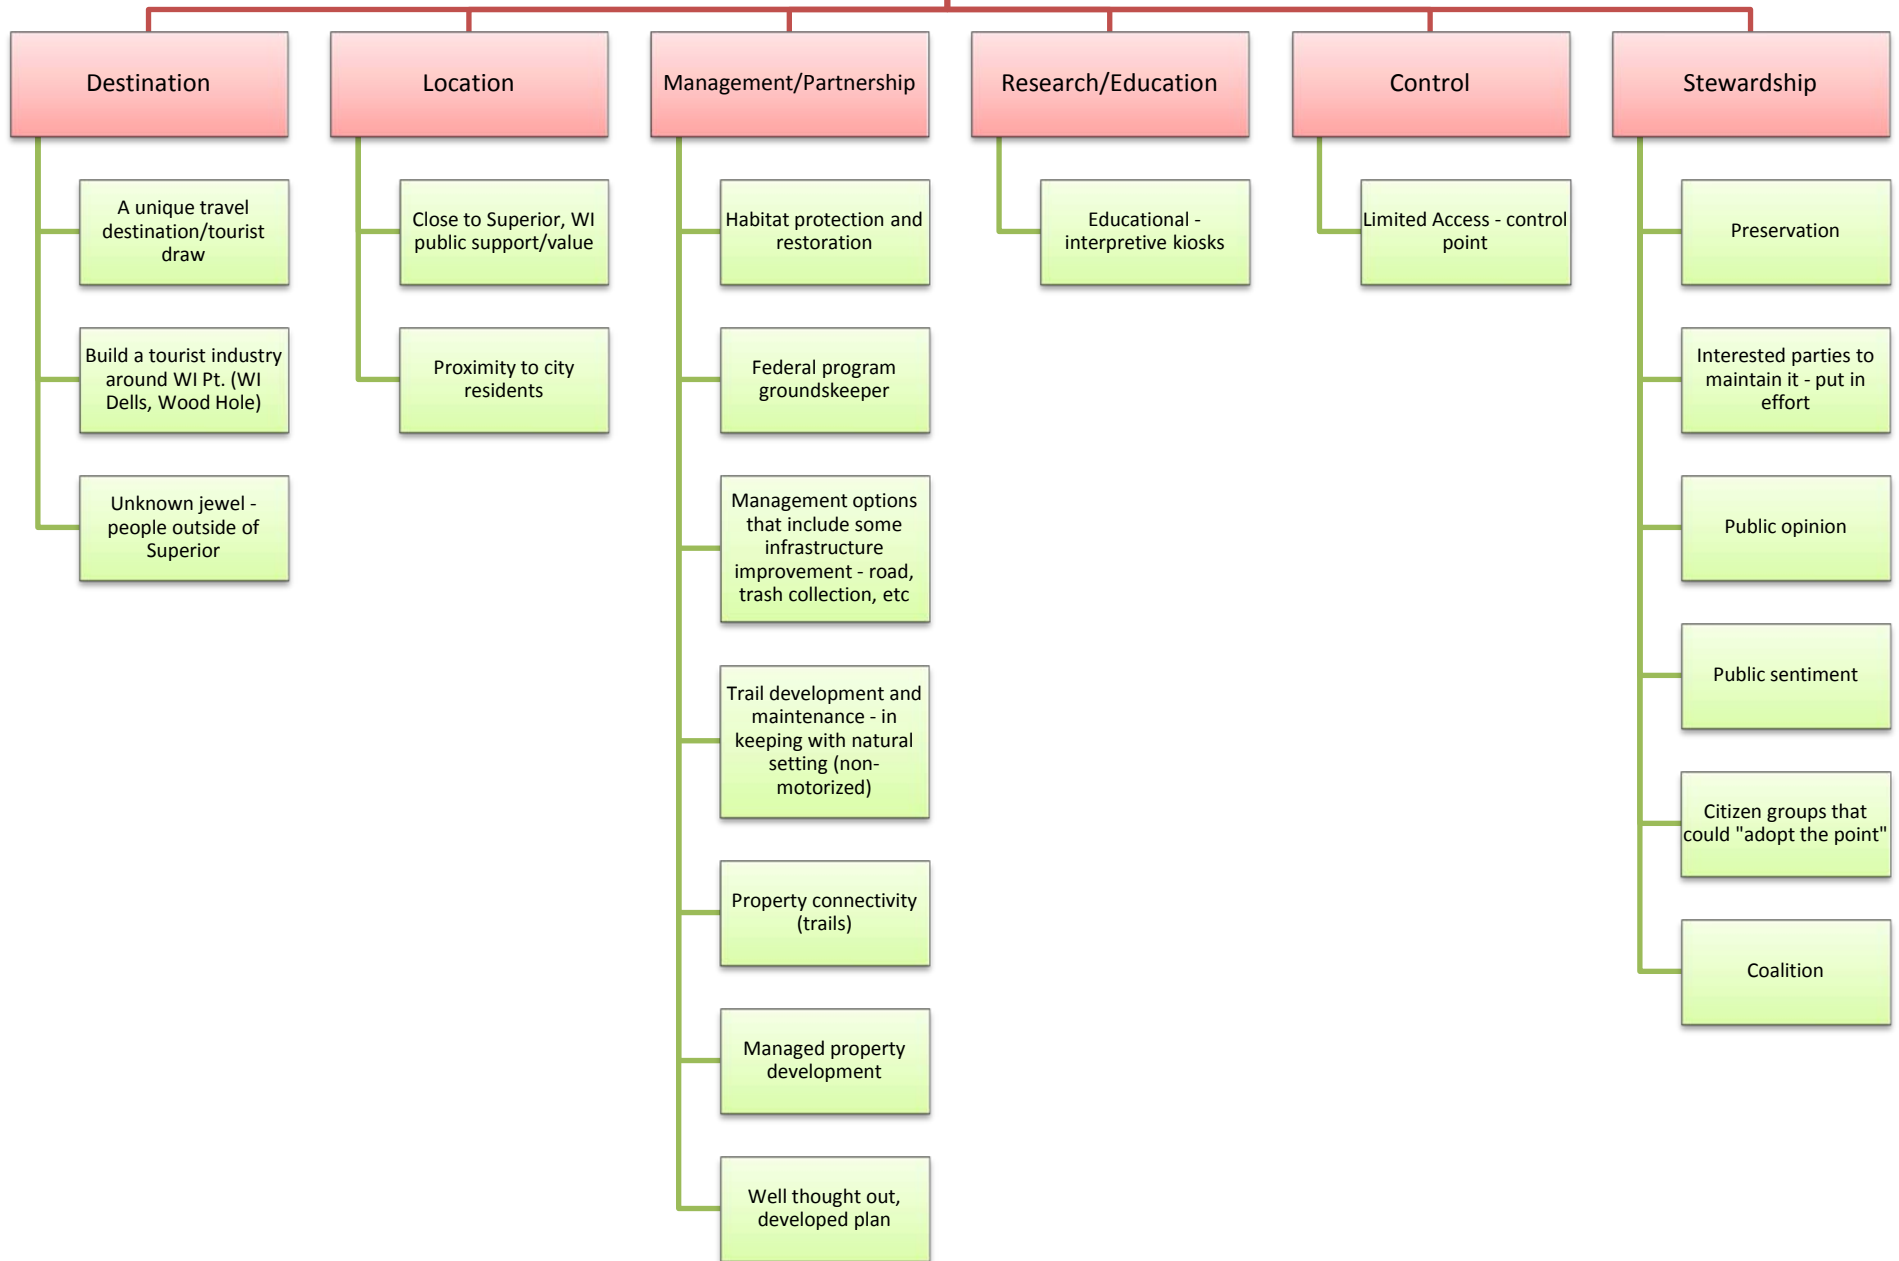 Destination
A unique travel
destination/tourist
draw
Build a tourist industry
around WI Pt. (WI
Dells, Wood Hole)
Unknown jewel -
people outside of
Superior
Location
Close to Superior, WI
public support/value
Proximity to city
residents
Management/Partnership
Habitat protection and
restoration
Federal program
groundskeeper
Management options
that include some
infrastructure
improvement - road,
trash collection, etc
Trail development and
maintenance - in
keeping with natural
setting (non-
motorized)
Property connectivity
(trails)
Managed property
development
Well thought out,
developed plan
Research/Education
Educational -
interpretive kiosks
Control
Limited Access - control
point
Stewardship
Preservation
Interested parties to
maintain it - put in
effort
Public opinion
Public sentiment
Citizen groups that
could "adopt the point"
Coalition